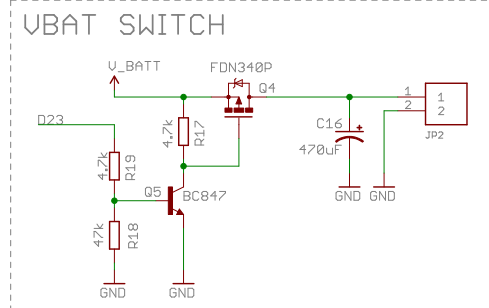 VBAT SWITCH
V_BATT
FDN340P
Q4
D23
4.7k
R17
4.7k
R19
C16
+
470uF
1
2
1
2
JP2
Q5
BC847
47k
R18
GND
GND
GND
GND